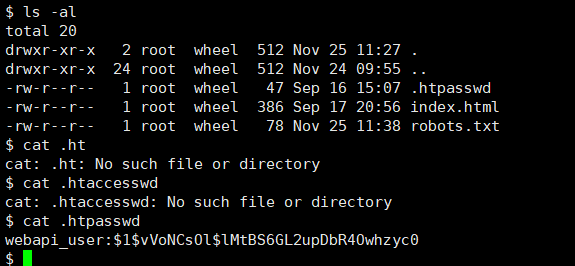 $ ls -al
total 20
drwxr-xr-x   2 root  wheel  512 Nov 25 11:27 .
drwxr-xr-x  24 root  wheel  512 Nov 24 09:55 ..
-rw-r--r--   1 root  wheel   47 Sep 16 15:07 .htpasswd
-rw-r--r--   1 root  wheel  386 Sep 17 20:56 index.html
-rw-r--r--   1 root  wheel   78 Nov 25 11:38 robots.txt
$ cat .ht
cat: .ht: No such file or directory
$ cat .htaccesswd
cat: .htaccesswd: No such file or directory
$ cat .htpasswd
webapi_user:$1$vVoNCsOl$lMtBS6GL2upDbR4Owhzyc0
$